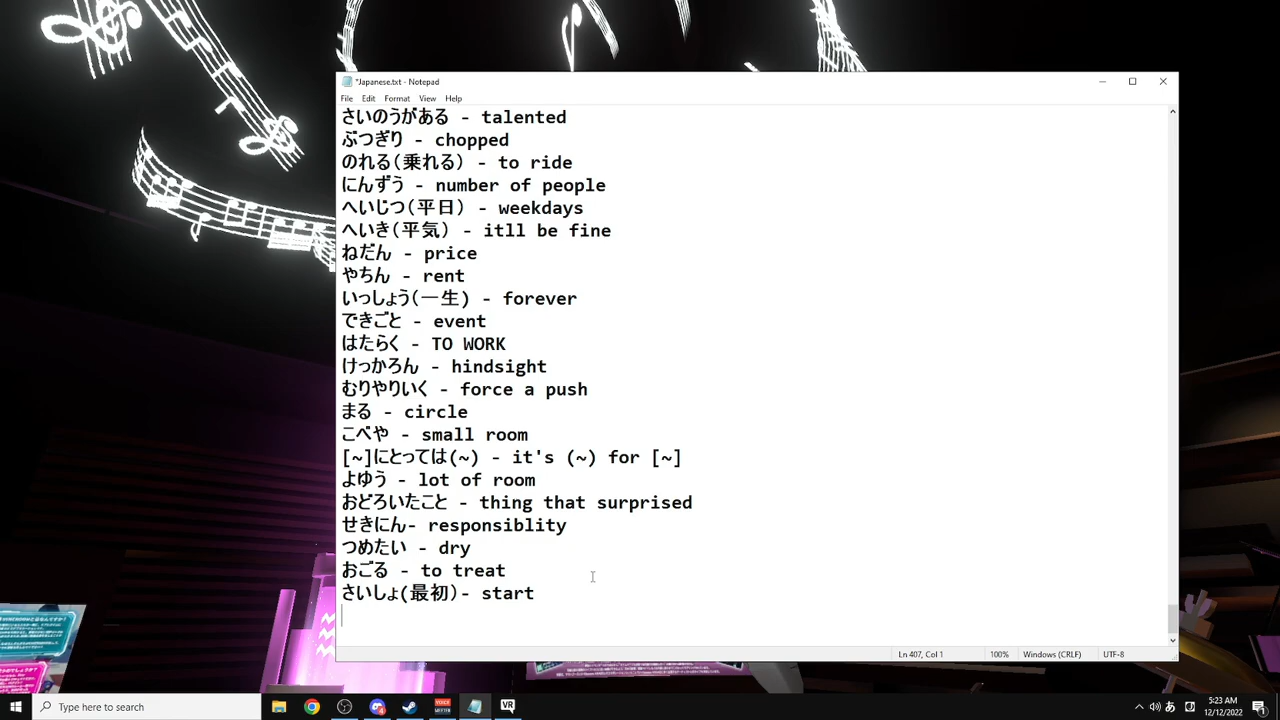 *Japanese.txt - Notepad
File Edit Format View Help
さいのうがある - talented
ぶつぎり - chopped
のれる(乗れる) - to ride
にんずう - number of people
へいじつ(平日) - weekdays
へいき(平気) - itll be fine
ねだん - price
やちん - rent
いっしょう(一生) - forever
できごと - event
はたらく - TO WORK
けっかろん - hindsight
むりやりいく - force a push
まる - circle
こべや - small room
[~]にとっては(~) - it's (~) for [~]
よゆう - lot of room
おどろいたこと - thing that surprised
せきにん- responsiblity
つめたい - dry
おごる - to treat
さいしょ(最初)- start
Ln 407, Col 1 100% Windows (CRLF) UTF-8
Type here to search
VOICE MEETER
VR
あ
5:23 AM
12/12/2022
1